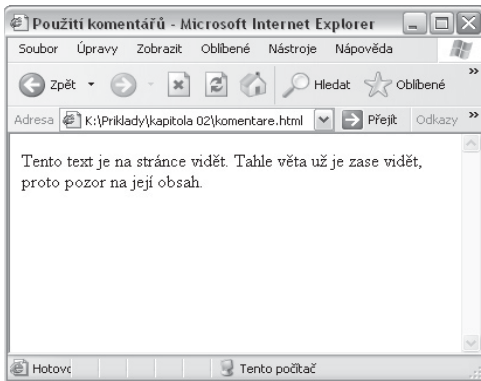 Použití komentářů - Microsoft Internet Explorer
Soubor Úpravy Zobrazit Oblíbené Nástroje Nápověda
Zpět Hledat Oblíbené »
Adresa K:\Priklady\kapitola 02\komentare.html Přejít Odkazy »
Tento text je na stránce vidět. Tahle věta už je zase vidět,
proto pozor na její obsah.
Hotovo Tento počítač